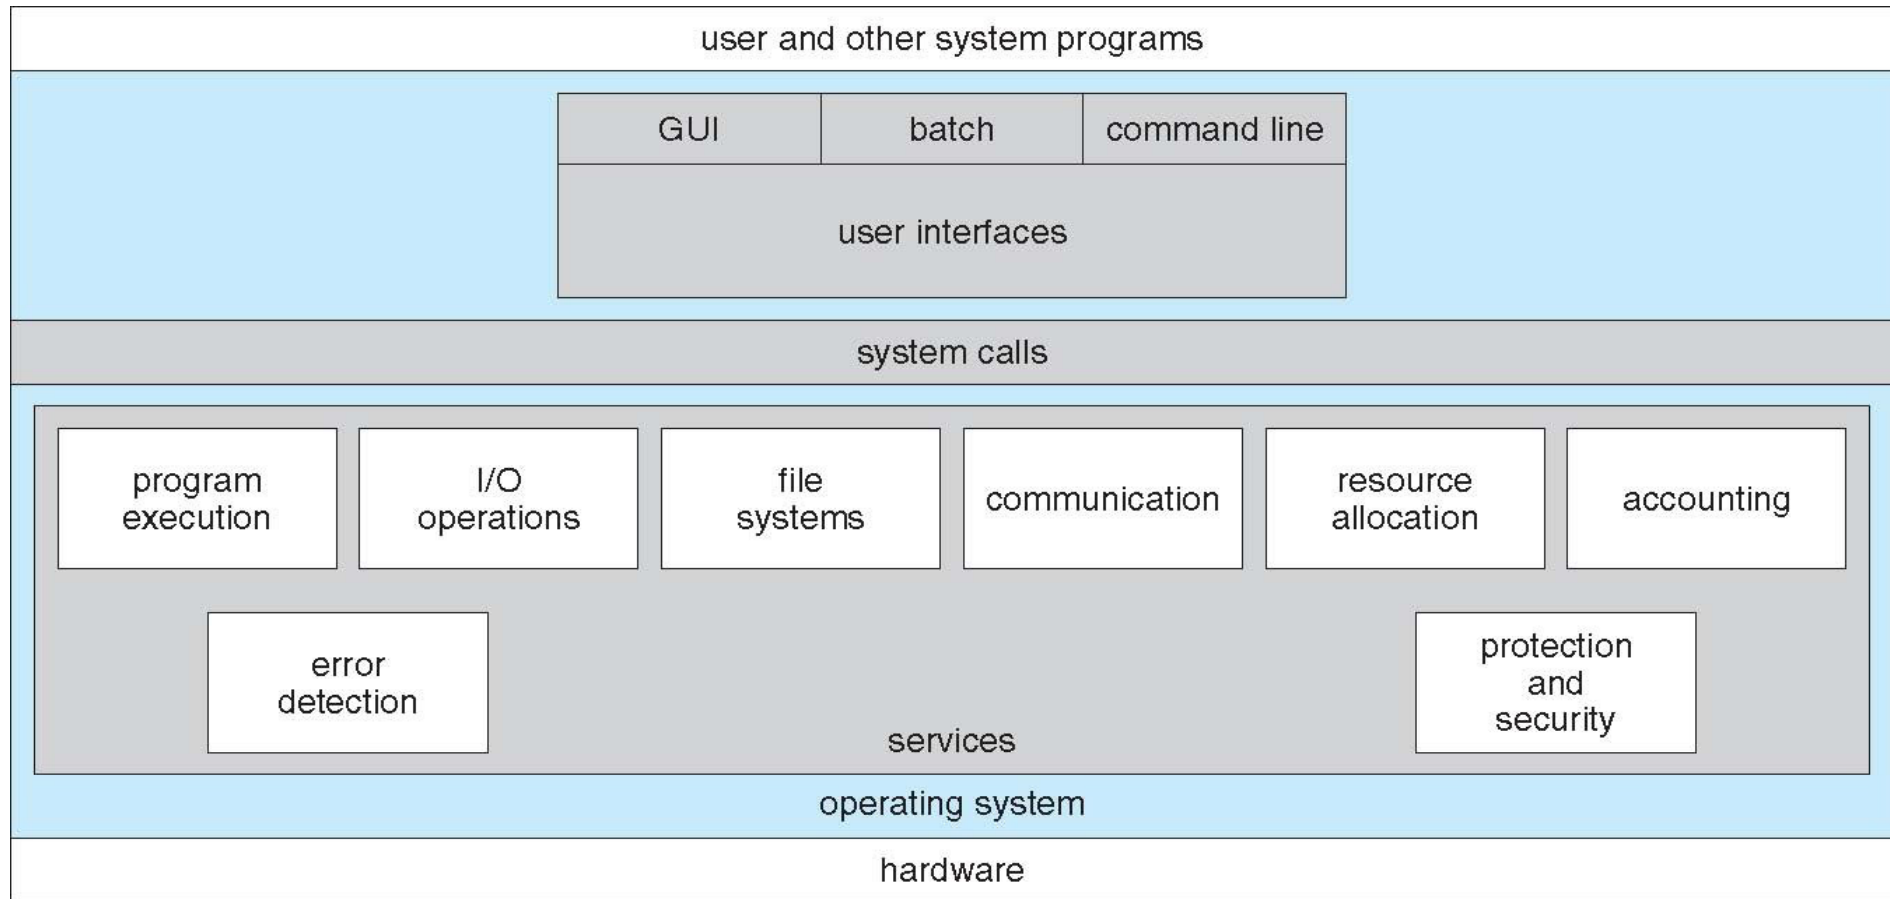 user and other system programs
GUI
batch
command line
user interfaces
system calls
program
execution
I/O
operations
file
systems
communication
resource
allocation
accounting
error
detection
protection
and
security
services
operating system
hardware